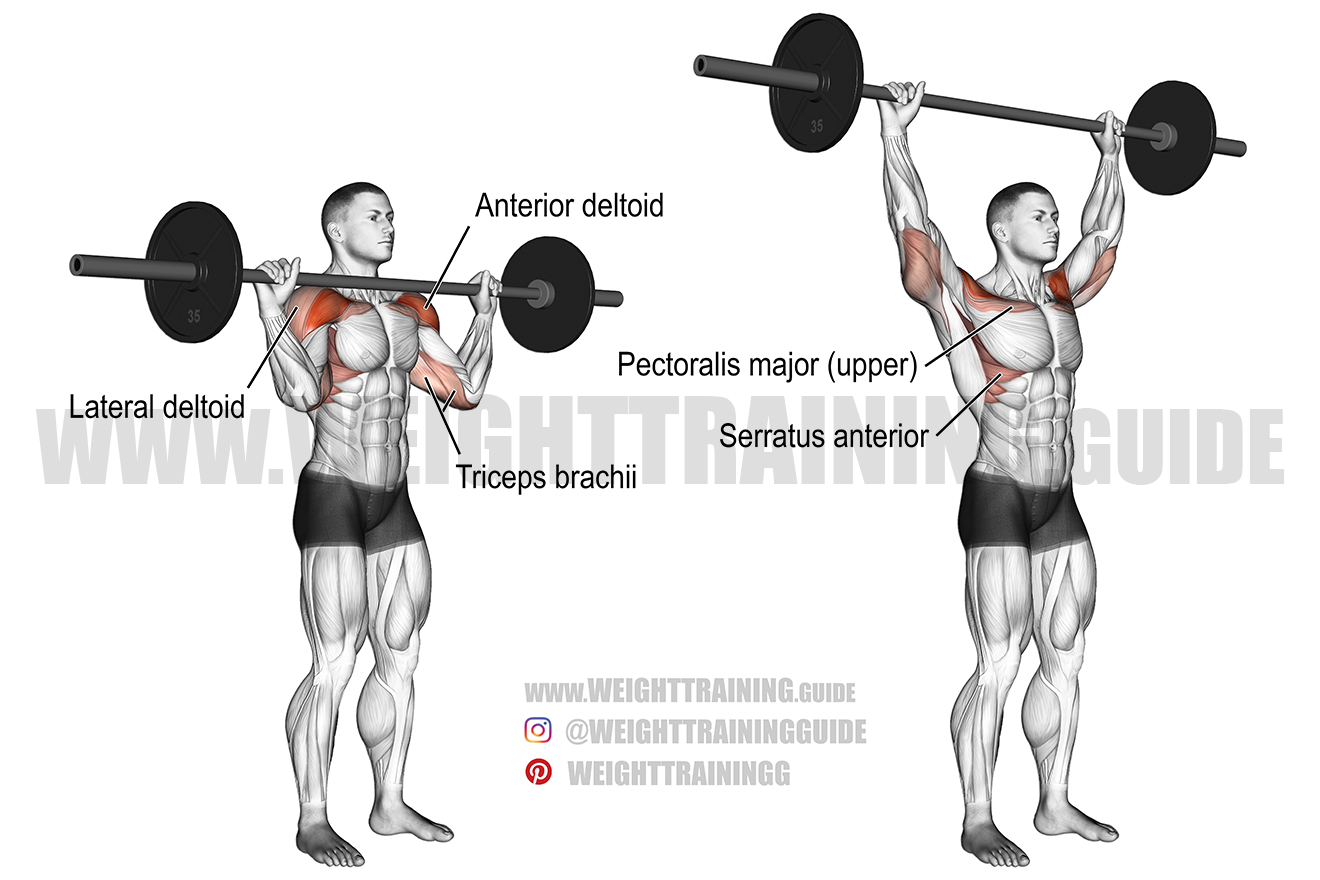 Anterior deltoid
35
35
Pectoralis major (upper)
Lateral deltoid
Serratus anterior
www.WEIGHTTRAINING.GUIDE
Triceps brachii
www.WEIGHTTRAINING.GUIDE
@WEIGHTTRAININGGUIDE
WEIGHTTRAININGG